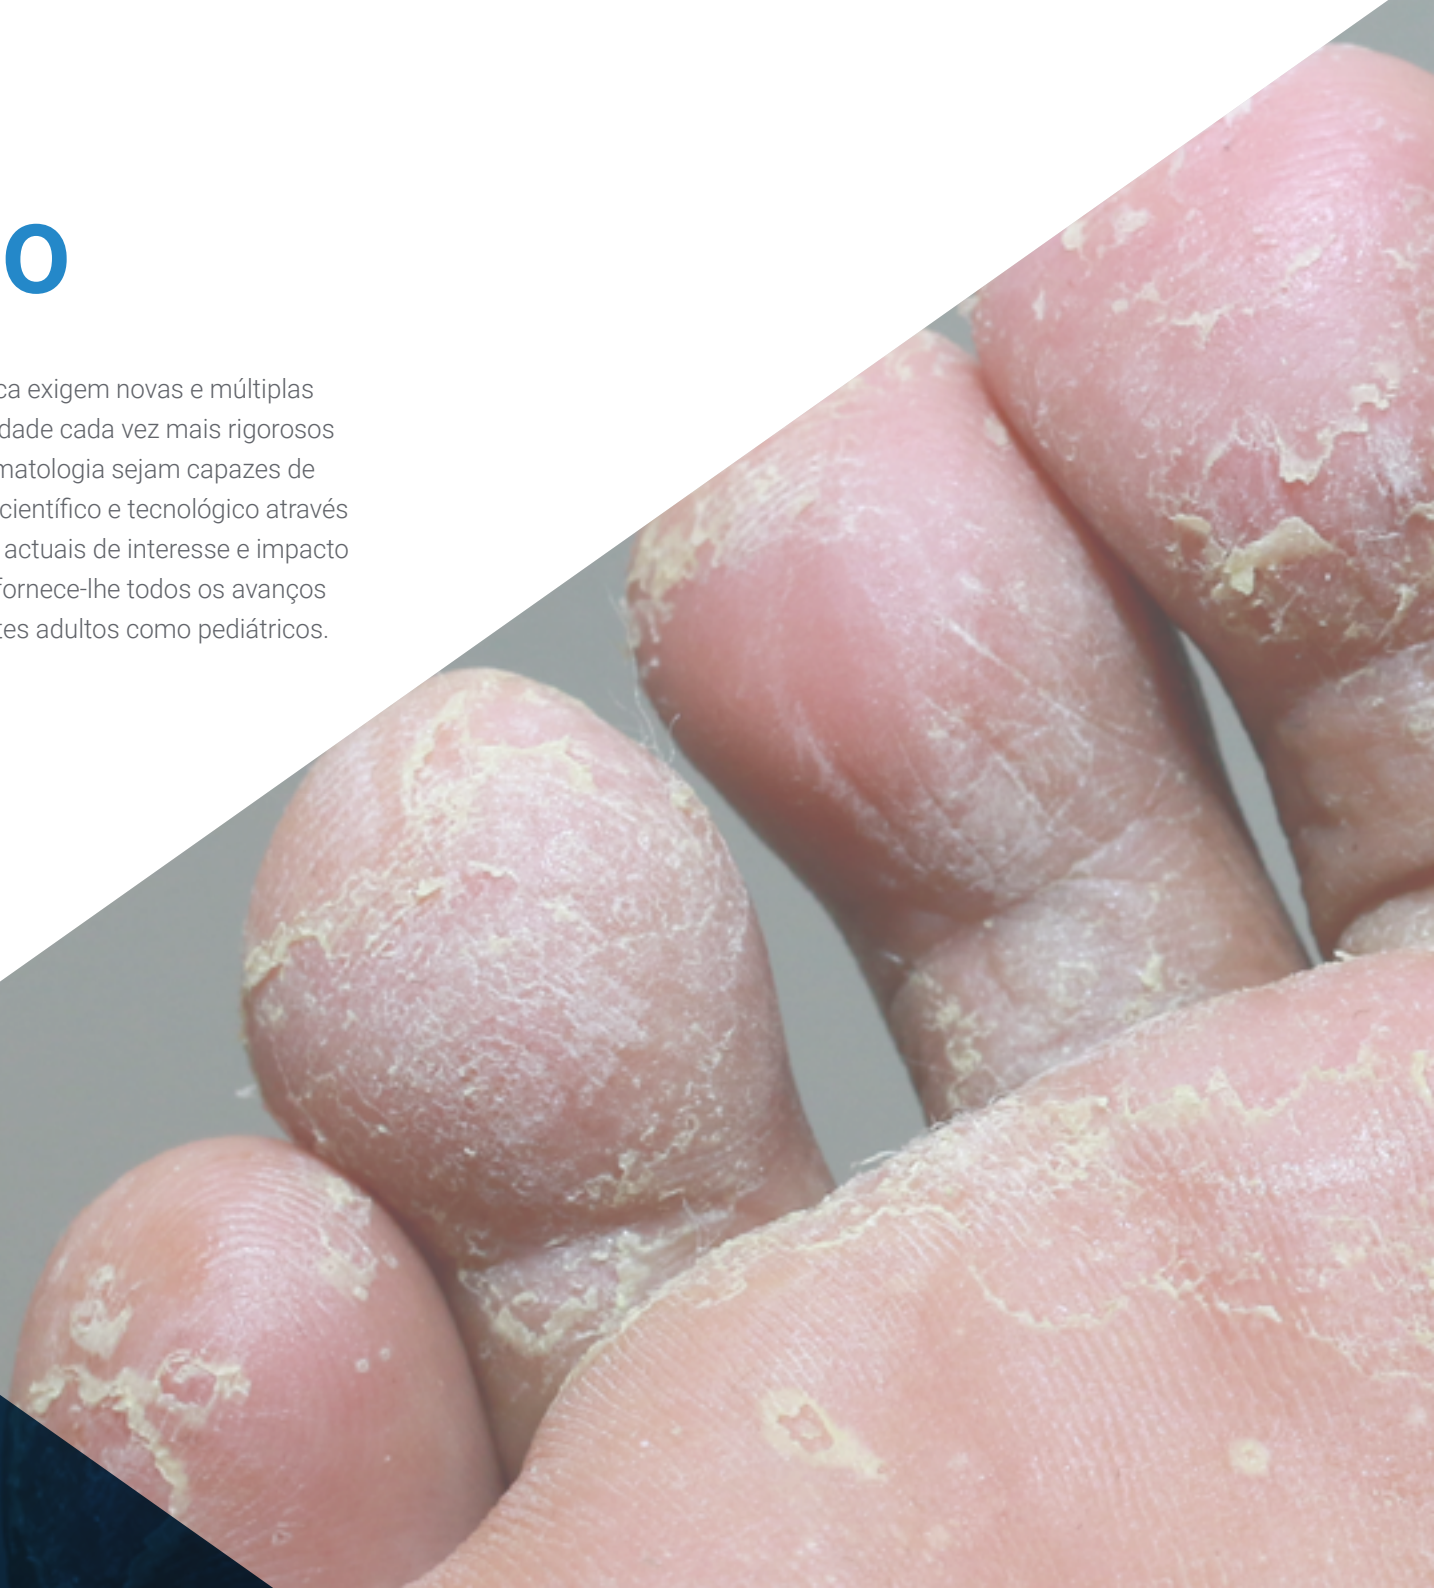 o
ca exigem novas e múltiplas
dade cada vez mais rigorosos
matologia sejam capazes de
científico e tecnológico através
actuais de interesse e impacto
fornece-lhe todos os avanços
tes adultos como pediátricos.